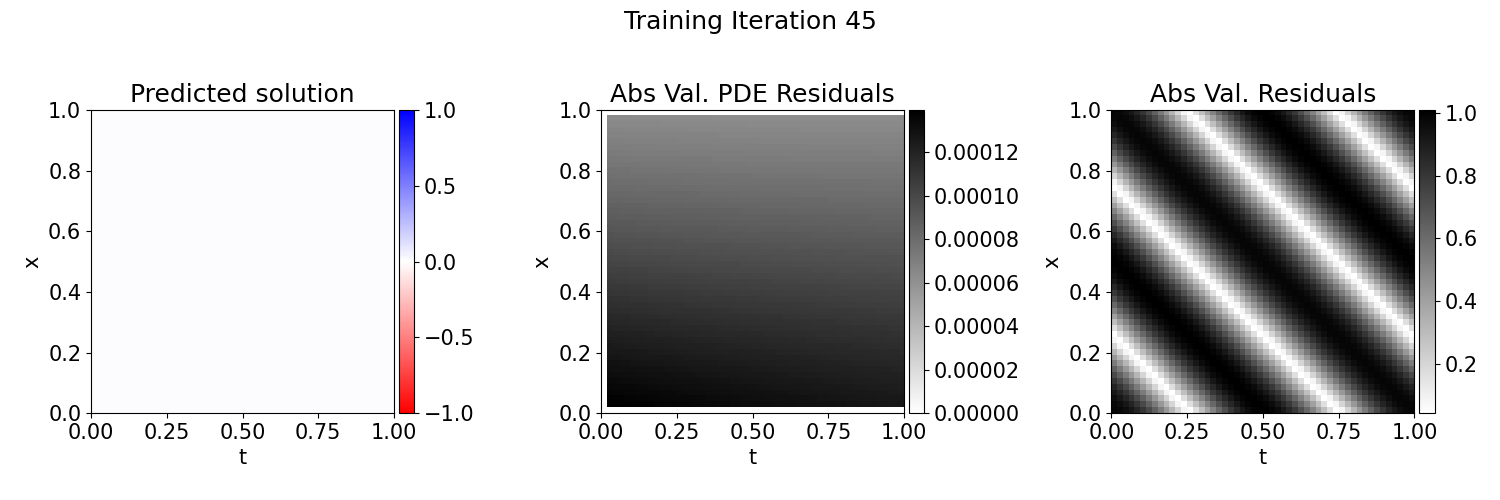 Training Iteration 45
Predicted solution
1.0
0.8
0.6
0.4
0.2
0.0
x
0.00 0.25 0.50 0.75 1.00
t
1.0
0.5
0.0
−0.5
−1.0
Abs Val. PDE Residuals
1.0
0.8
0.6
0.4
0.2
0.0
x
0.00 0.25 0.50 0.75 1.00
t
0.00012
0.00010
0.00008
0.00006
0.00004
0.00002
0.00000
Abs Val. Residuals
1.0
0.8
0.6
0.4
0.2
0.0
x
0.00 0.25 0.50 0.75 1.00
t
1.0
0.8
0.6
0.4
0.2